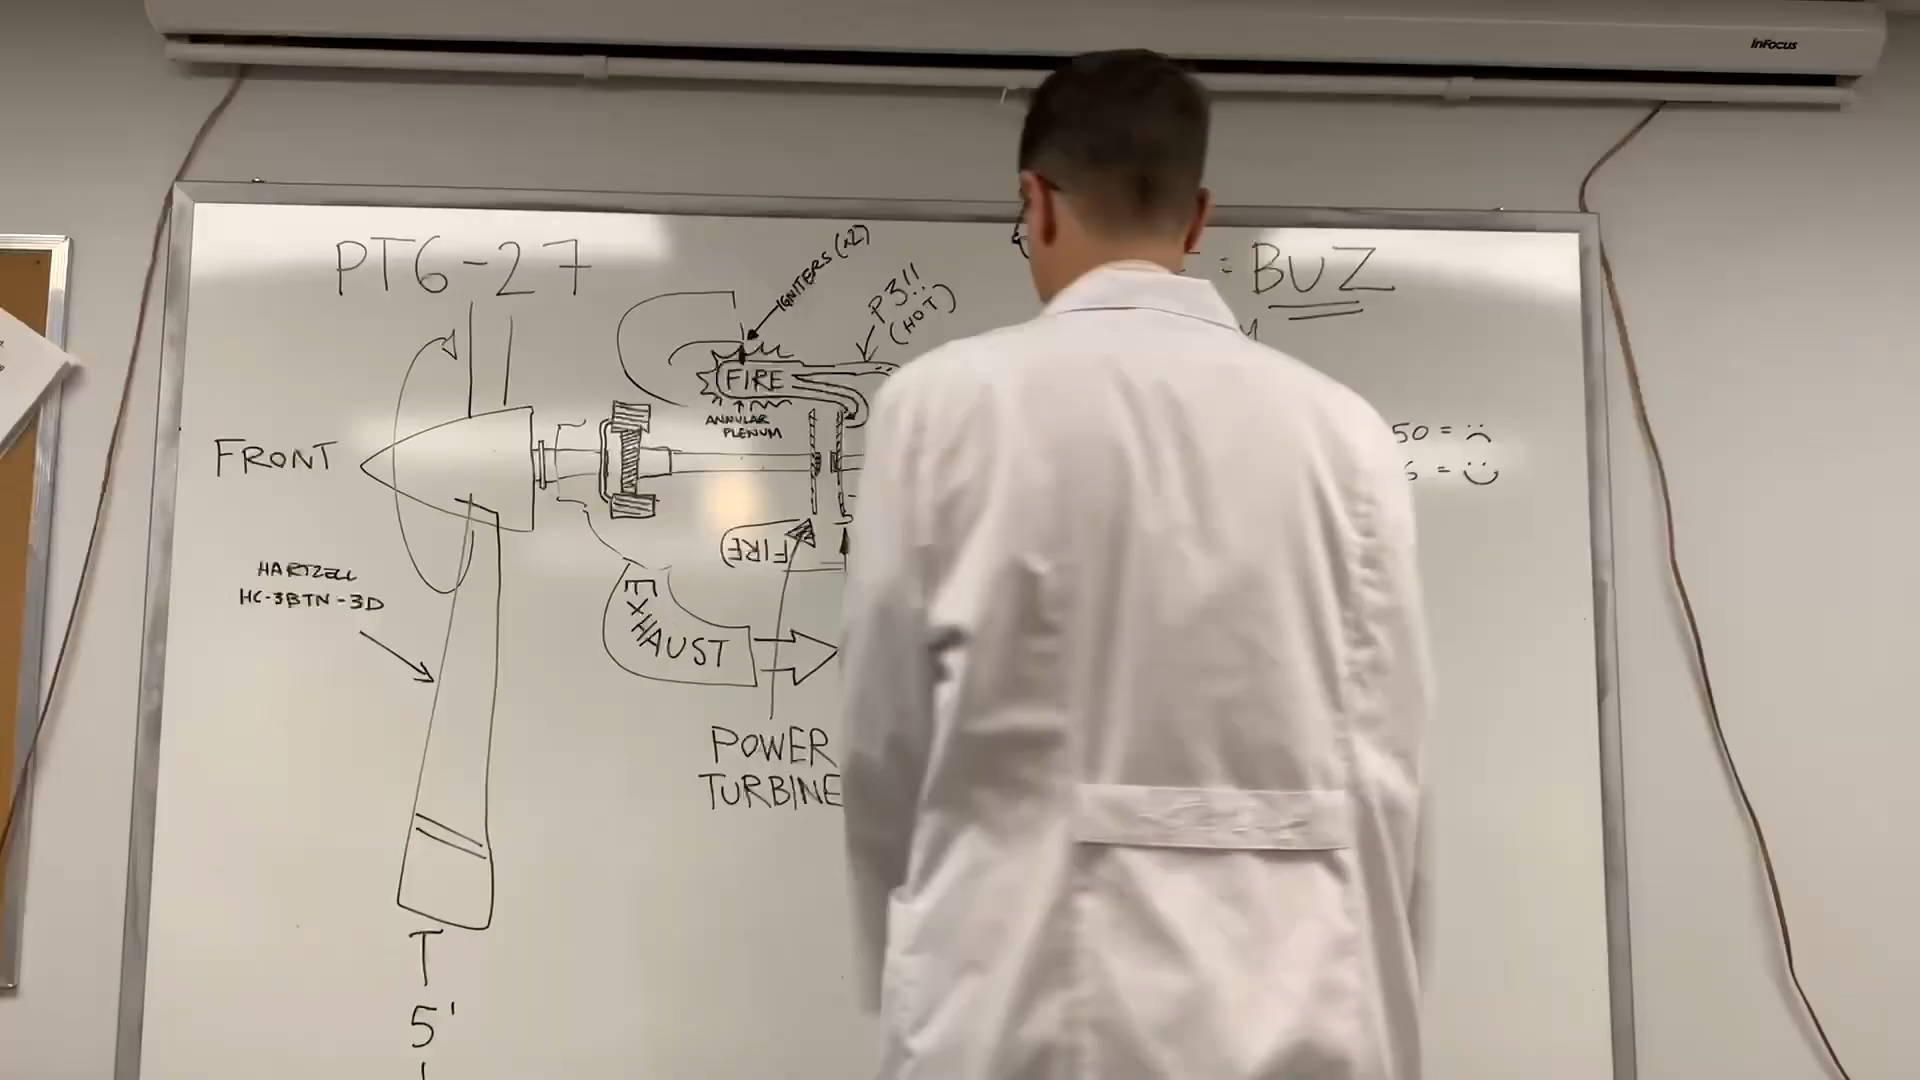 InFocus
PT6-27
IGNITERS (x2)
P3!!
(HOT)
= BUZ
FIRE
ANNULAR
PLENUM
FRONT
50 = :(
= :)
FIRE
HARTZELL
HC-3BTN-3D
EXHAUST
POWER
TURBINE
5'